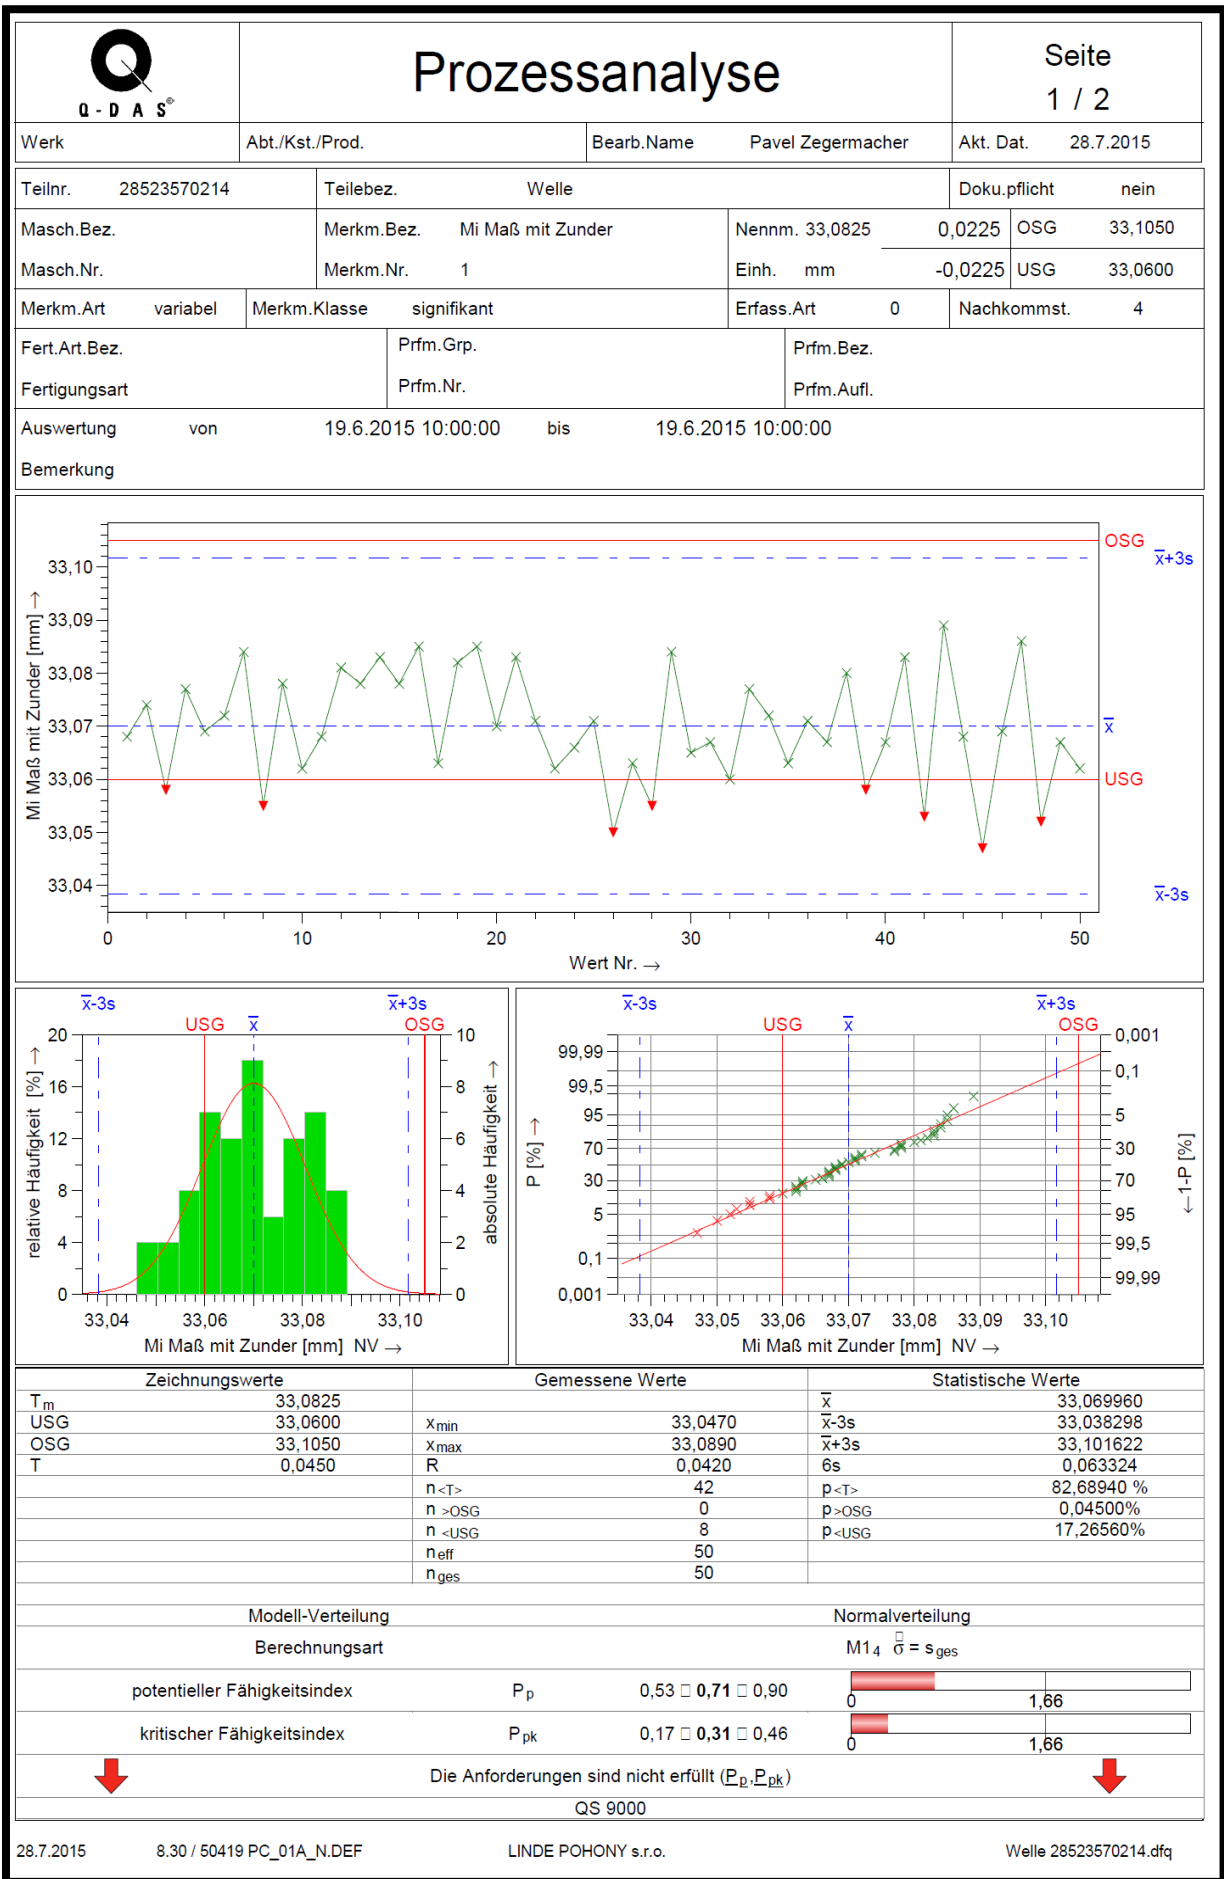 Q-DAS®
Prozessanalyse
Seite
1 / 2
Werk Abt./Kst./Prod. Bearb.Name Pavel Zegermacher Akt. Dat. 28.7.2015
Teilnr. 28523570214 Teilebez. Welle Doku.pflicht nein
Masch.Bez. Merkm.Bez. Mi Maß mit Zunder Nennm. 33,0825 0,0225 OSG 33,1050
Masch.Nr. Merkm.Nr. 1 Einh. mm -0,0225 USG 33,0600
Merkm.Art variabel Merkm.Klasse signifikant Erfass.Art 0 Nachkommst. 4
Fert.Art.Bez. Prfm.Grp. Prfm.Bez.
Fertigungsart Prfm.Nr. Prfm.Aufl.
Auswertung von 19.6.2015 10:00:00 bis 19.6.2015 10:00:00
Bemerkung
Mi Maß mit Zunder [mm] →
33,10
33,09
33,08
33,07
33,06
33,05
33,04
OSG
x̅+3s
x̅
USG
x̅-3s
0 10 20 30 40 50
Wert Nr. →
x̅-3s x̅+3s
USG x̅ OSG
relative Häufigkeit [%] →
20
16
12
8
4
0
10
8
6
4
2
0
absolute Häufigkeit →
33,04 33,06 33,08 33,10
Mi Maß mit Zunder [mm] NV →
x̅-3s x̅+3s
USG x̅ OSG
P [%] →
99,99
99,5
95
70
30
5
0,1
0,001
0,001
0,1
5
30
70
95
99,5
99,99
←1-P [%]
33,04 33,05 33,06 33,07 33,08 33,09 33,10
Mi Maß mit Zunder [mm] NV →
Zeichnungswerte Gemessene Werte Statistische Werte
Tm 33,0825 x̅ 33,069960
USG 33,0600 xmin 33,0470 x̅-3s 33,038298
OSG 33,1050 xmax 33,0890 x̅+3s 33,101622
T 0,0450 R 0,0420 6s 0,063324
n<T> 42 p<T> 82,68940 %
n >OSG 0 p>OSG 0,04500%
n <USG 8 p<USG 17,26560%
neff 50
nges 50
Modell-Verteilung Normalverteilung
Berechnungsart M14 □σ = sges
potentieller Fähigkeitsindex Pp 0,53 □ 0,71 □ 0,90 0 1,66
kritischer Fähigkeitsindex Ppk 0,17 □ 0,31 □ 0,46 0 1,66
Die Anforderungen sind nicht erfüllt (Pp,Ppk)
QS 9000
28.7.2015 8.30 / 50419 PC_01A_N.DEF LINDE POHONY s.r.o. Welle 28523570214.dfq